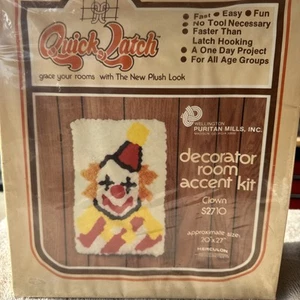 Quick Latch™
grace your rooms with The New Plush Look
• Fast • Easy • Fun
• No Tool Necessary
• Faster Than
Latch Hooking
• A One Day Project
• For All Age Groups
WELLINGTON
PURITAN MILLS, INC.
decorator
room
accent kit
Clown
S2710
approximate size:
20"x27"